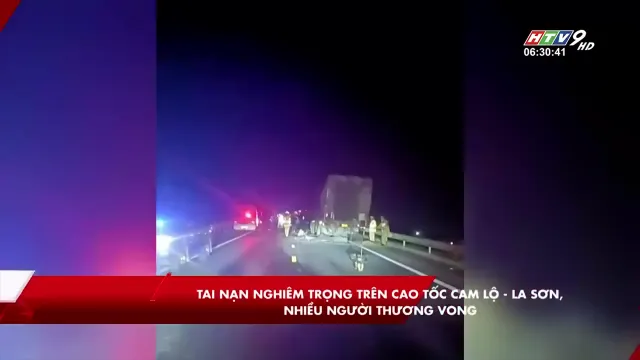 HTV9 HD
06:30:41
TAI NẠN NGHIÊM TRỌNG TRÊN CAO TỐC CAM LỘ - LA SƠN,
NHIỀU NGƯỜI THƯƠNG VONG